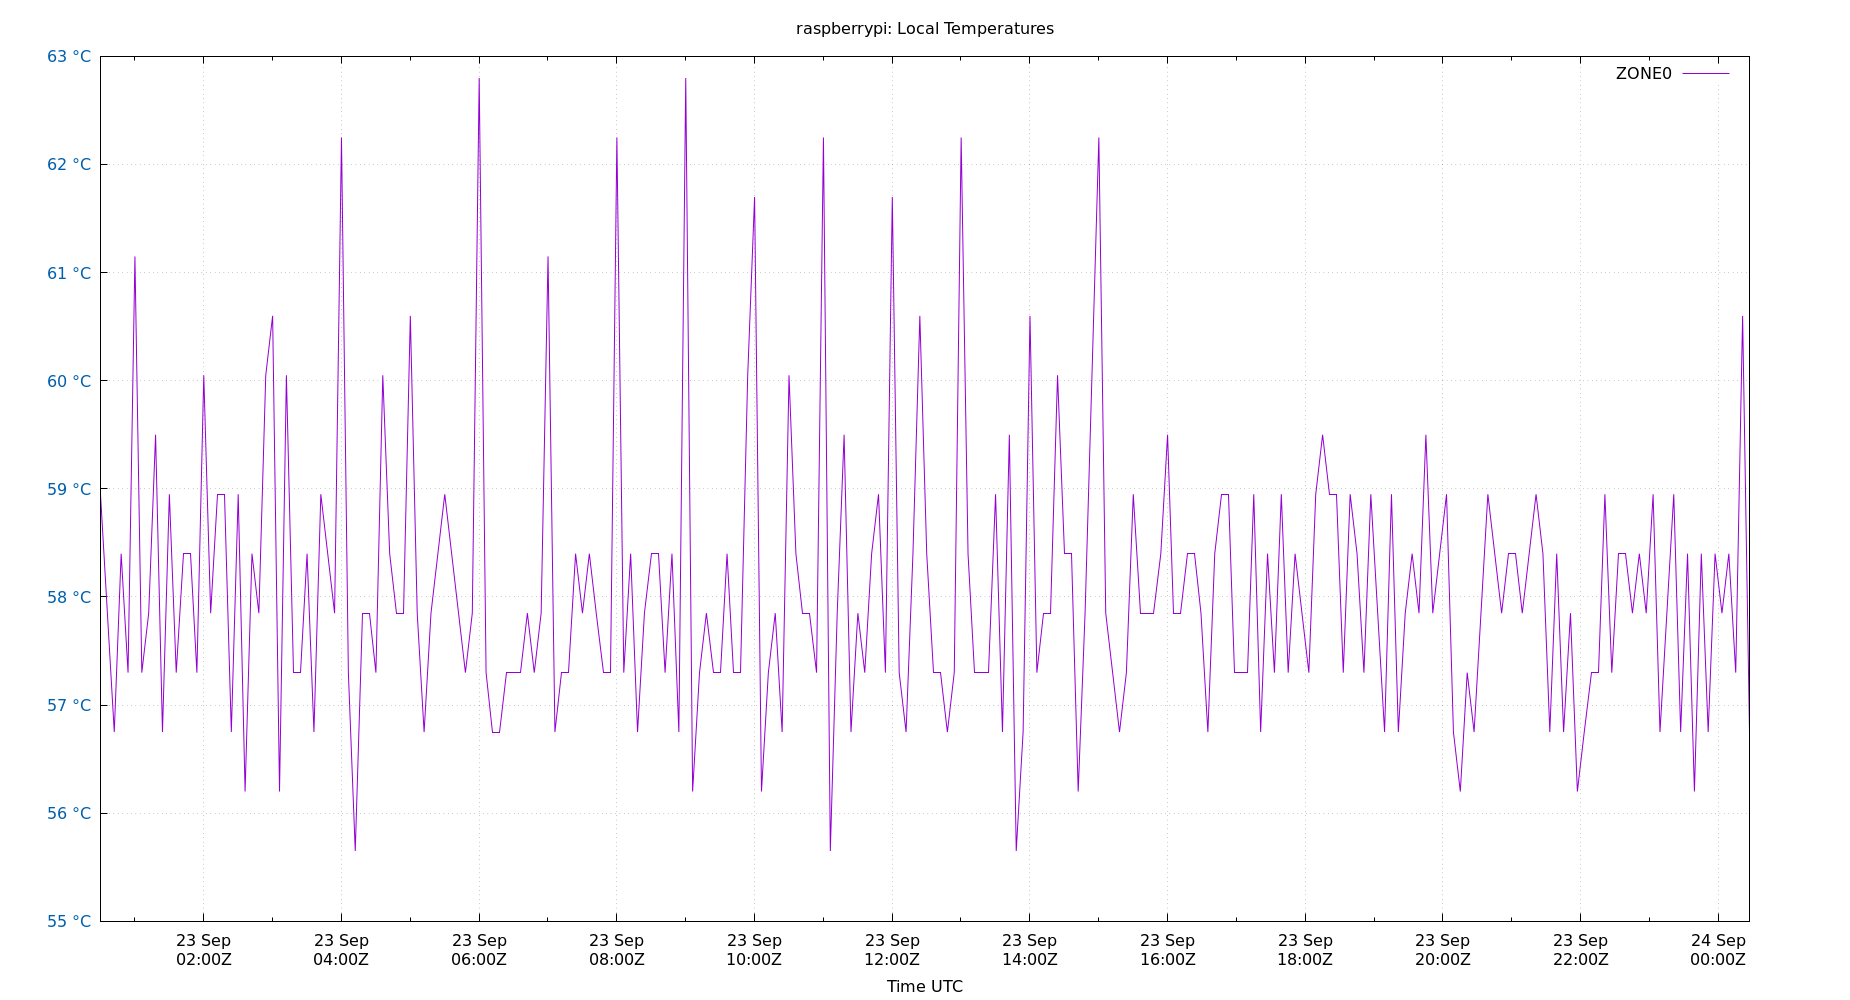 raspberrypi: Local Temperatures
63 °C
ZONE0
62 °C
61 °C
60 °C
59 °C
58 °C
57 °C
56 °C
55 °C
23 Sep 23 Sep 23 Sep 23 Sep 23 Sep 23 Sep 23 Sep 23 Sep 23 Sep 23 Sep 23 Sep 24 Sep
02:00Z 04:00Z 06:00Z 08:00Z 10:00Z 12:00Z 14:00Z 16:00Z 18:00Z 20:00Z 22:00Z 00:00Z
Time UTC